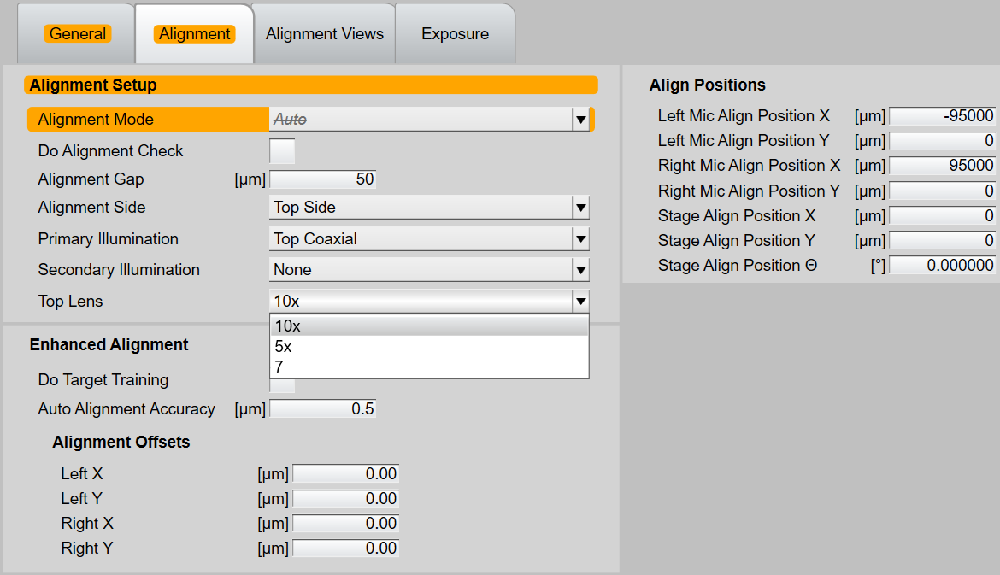 General
Alignment
Alignment Views
Exposure
Alignment Setup
Alignment Mode Auto
Do Alignment Check
Alignment Gap [µm] 50
Alignment Side Top Side
Primary Illumination Top Coaxial
Secondary Illumination None
Top Lens 10x
10x
5x
7
Enhanced Alignment
Do Target Training
Auto Alignment Accuracy [µm] 0.5
Alignment Offsets
Left X [µm] 0.00
Left Y [µm] 0.00
Right X [µm] 0.00
Right Y [µm] 0.00
Align Positions
Left Mic Align Position X [µm] -95000
Left Mic Align Position Y [µm] 0
Right Mic Align Position X [µm] 95000
Right Mic Align Position Y [µm] 0
Stage Align Position X [µm] 0
Stage Align Position Y [µm] 0
Stage Align Position Θ [°] 0.000000